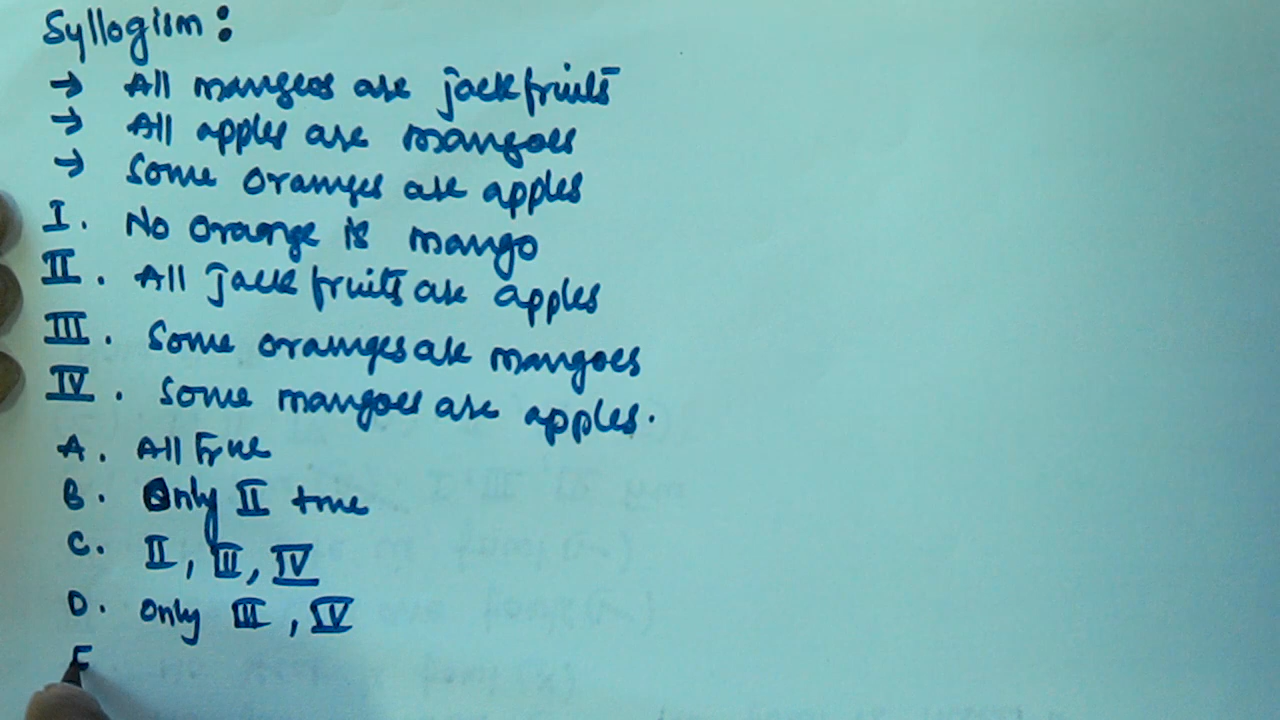 Syllogism:
→ All mangeos are jackfruits
→ All apples are mangoes
→ Some oranges are apples
I. No orange is mango
II. All jackfruits are apples
III. Some oranges are mangoes
IV. Some mangoes are apples.
A. All true
B. Only II true
C. II, III, IV
D. Only III, IV
E